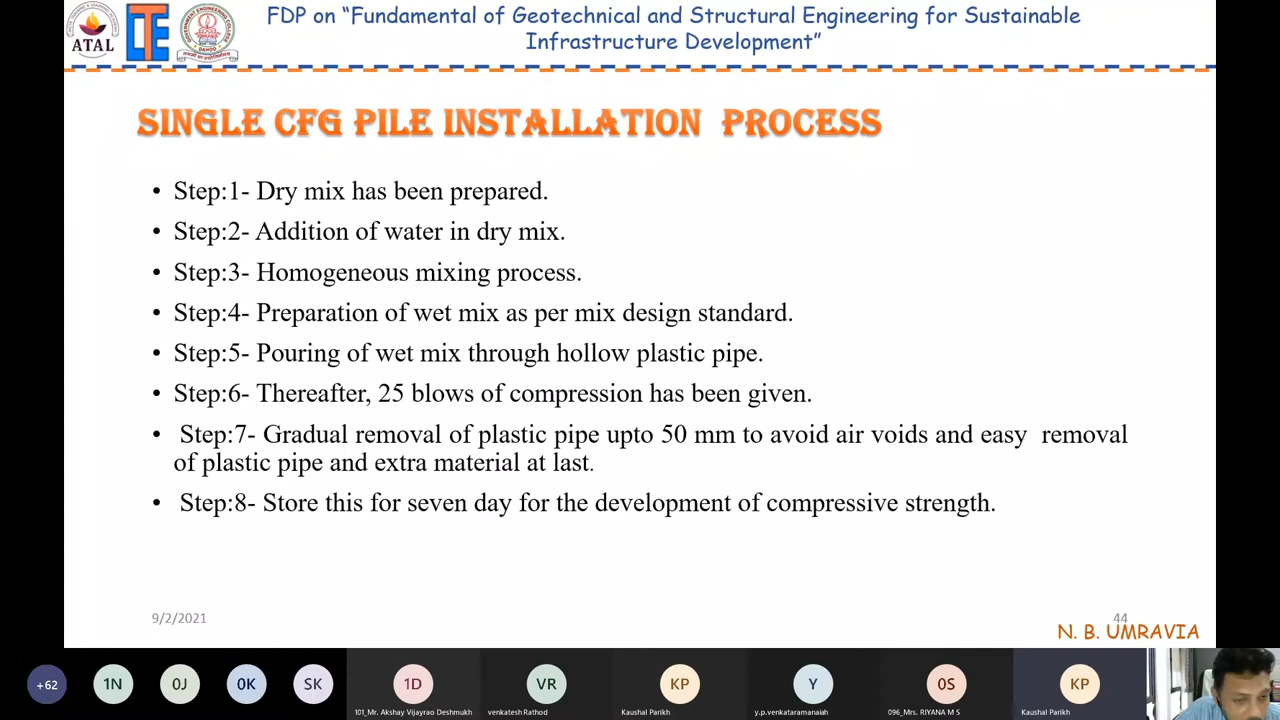 FDP on “Fundamental of Geotechnical and Structural Engineering for Sustainable
Infrastructure Development”
ATAL
SINGLE CFG PILE INSTALLATION PROCESS
• Step:1- Dry mix has been prepared.
• Step:2- Addition of water in dry mix.
• Step:3- Homogeneous mixing process.
• Step:4- Preparation of wet mix as per mix design standard.
• Step:5- Pouring of wet mix through hollow plastic pipe.
• Step:6- Thereafter, 25 blows of compression has been given.
• Step:7- Gradual removal of plastic pipe upto 50 mm to avoid air voids and easy removal
of plastic pipe and extra material at last.
• Step:8- Store this for seven day for the development of compressive strength.
9/2/2021
44
N. B. UMRAVIA
+62 1N 0J 0K SK 1D VR KP Y 0S KP
101_Mr. Akshay Vijayrao Deshmukh venkatesh Rathod Kaushal Parikh y.p.venkataramanaiah 096_Mrs. RIYANA M S Kaushal Parikh